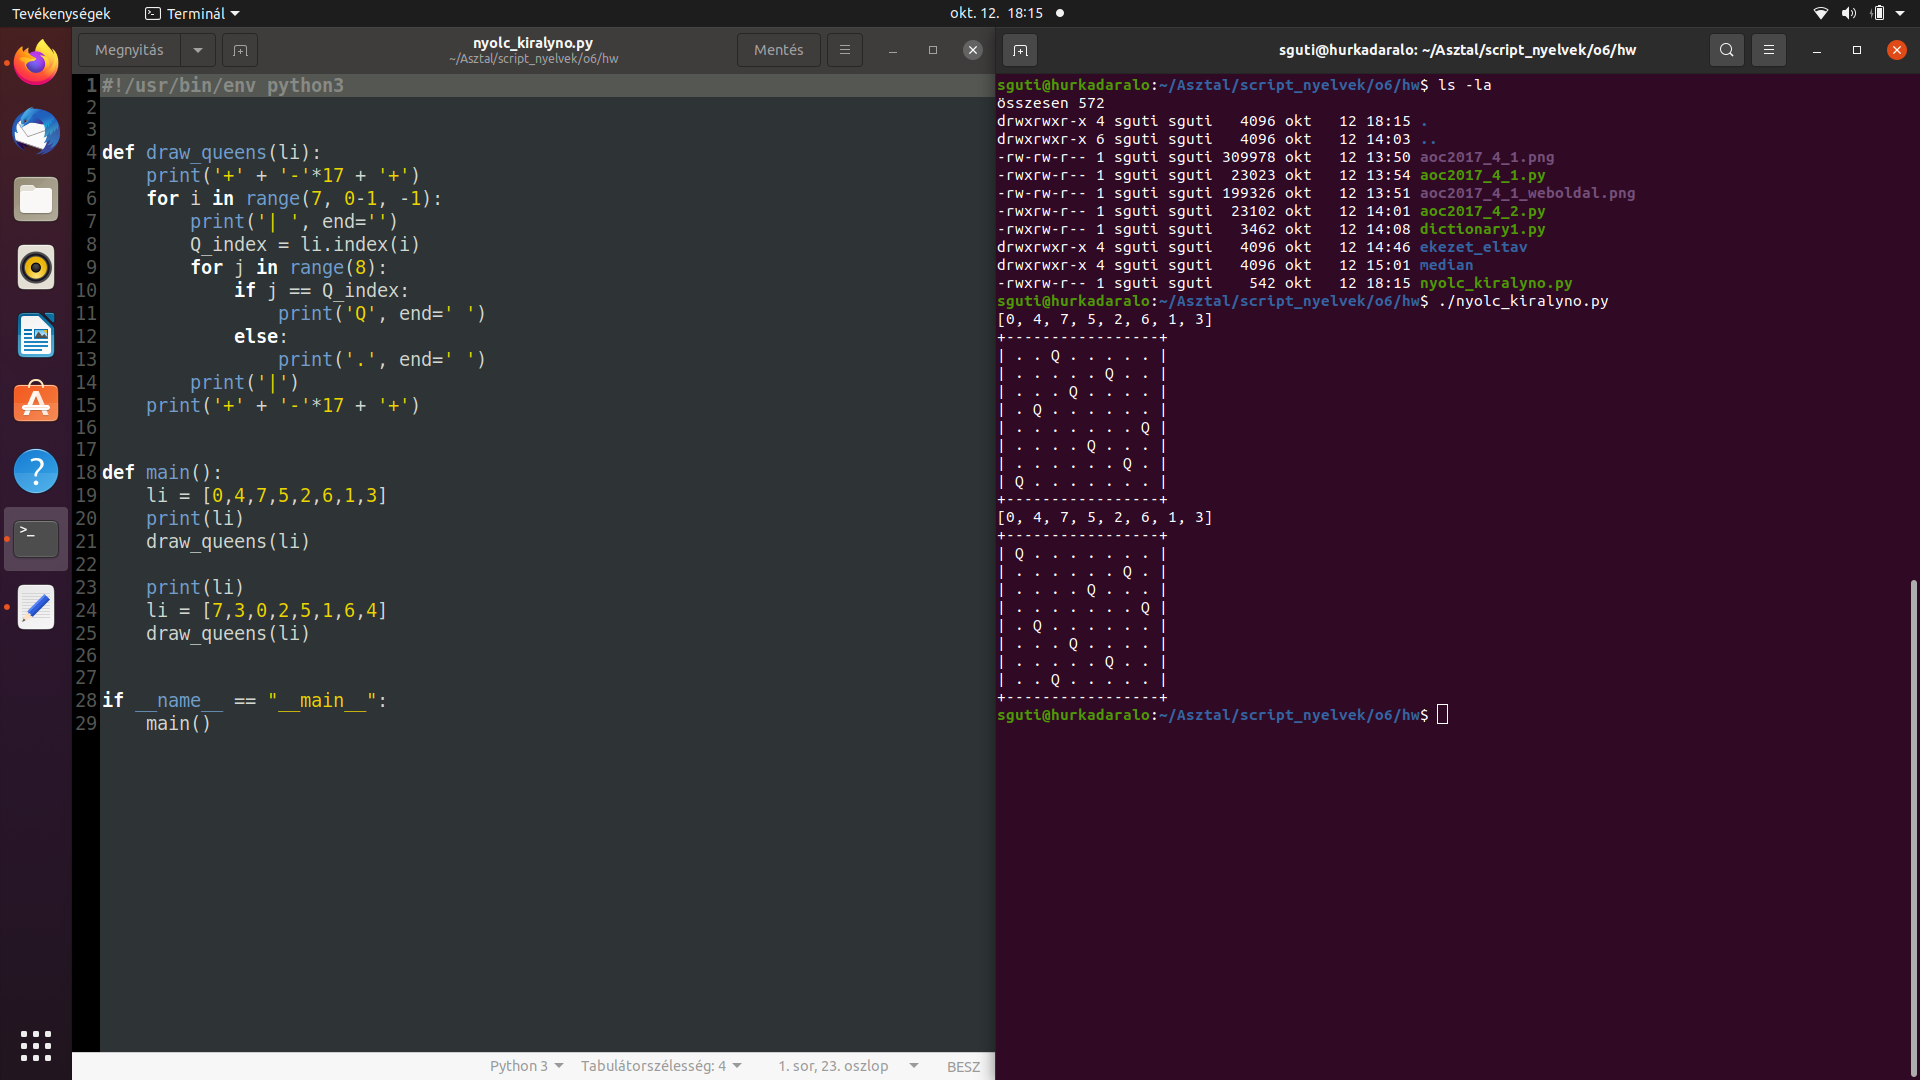 Tevékenységek
Terminál
okt. 12. 18:15
Megnyitás
nyolc_kiralyno.py
~/Asztal/script_nyelvek/o6/hw
Mentés
1 #!/usr/bin/env python3
2
3
4 def draw_queens(li):
5     print('+' + '-'*17 + '+')
6     for i in range(7, 0-1, -1):
7         print('| ', end='')
8         Q_index = li.index(i)
9         for j in range(8):
10             if j == Q_index:
11                 print('Q', end=' ')
12             else:
13                 print('.', end=' ')
14         print('|')
15     print('+' + '-'*17 + '+')
16
17
18 def main():
19     li = [0,4,7,5,2,6,1,3]
20     print(li)
21     draw_queens(li)
22
23     print(li)
24     li = [7,3,0,2,5,1,6,4]
25     draw_queens(li)
26
27
28 if __name__ == "__main__":
29     main()
Python 3
Tabulátorszélesség: 4
1. sor, 23. oszlop
BESZ
sguti@hurkadaralo: ~/Asztal/script_nyelvek/o6/hw
sguti@hurkadaralo:~/Asztal/script_nyelvek/o6/hw$ ls -la
összesen 572
drwxrwxr-x 4 sguti sguti   4096 okt   12 18:15 .
drwxrwxr-x 6 sguti sguti   4096 okt   12 14:03 ..
-rw-rw-r-- 1 sguti sguti 309978 okt   12 13:50 aoc2017_4_1.png
-rwxrw-r-- 1 sguti sguti  23023 okt   12 13:54 aoc2017_4_1.py
-rw-rw-r-- 1 sguti sguti 199326 okt   12 13:51 aoc2017_4_1_weboldal.png
-rwxrw-r-- 1 sguti sguti  23102 okt   12 14:01 aoc2017_4_2.py
-rwxrw-r-- 1 sguti sguti   3462 okt   12 14:08 dictionary1.py
drwxrwxr-x 4 sguti sguti   4096 okt   12 14:46 ekezet_eltav
drwxrwxr-x 4 sguti sguti   4096 okt   12 15:01 median
-rwxrw-r-- 1 sguti sguti    542 okt   12 18:15 nyolc_kiralyno.py
sguti@hurkadaralo:~/Asztal/script_nyelvek/o6/hw$ ./nyolc_kiralyno.py
[0, 4, 7, 5, 2, 6, 1, 3]
+-----------------+
| . . Q . . . . . |
| . . . . . Q . . |
| . . . Q . . . . |
| . Q . . . . . . |
| . . . . . . . Q |
| . . . . Q . . . |
| . . . . . . Q . |
| Q . . . . . . . |
+-----------------+
[0, 4, 7, 5, 2, 6, 1, 3]
+-----------------+
| Q . . . . . . . |
| . . . . . . Q . |
| . . . . Q . . . |
| . . . . . . . Q |
| . Q . . . . . . |
| . . . Q . . . . |
| . . . . . Q . . |
| . . Q . . . . . |
+-----------------+
sguti@hurkadaralo:~/Asztal/script_nyelvek/o6/hw$